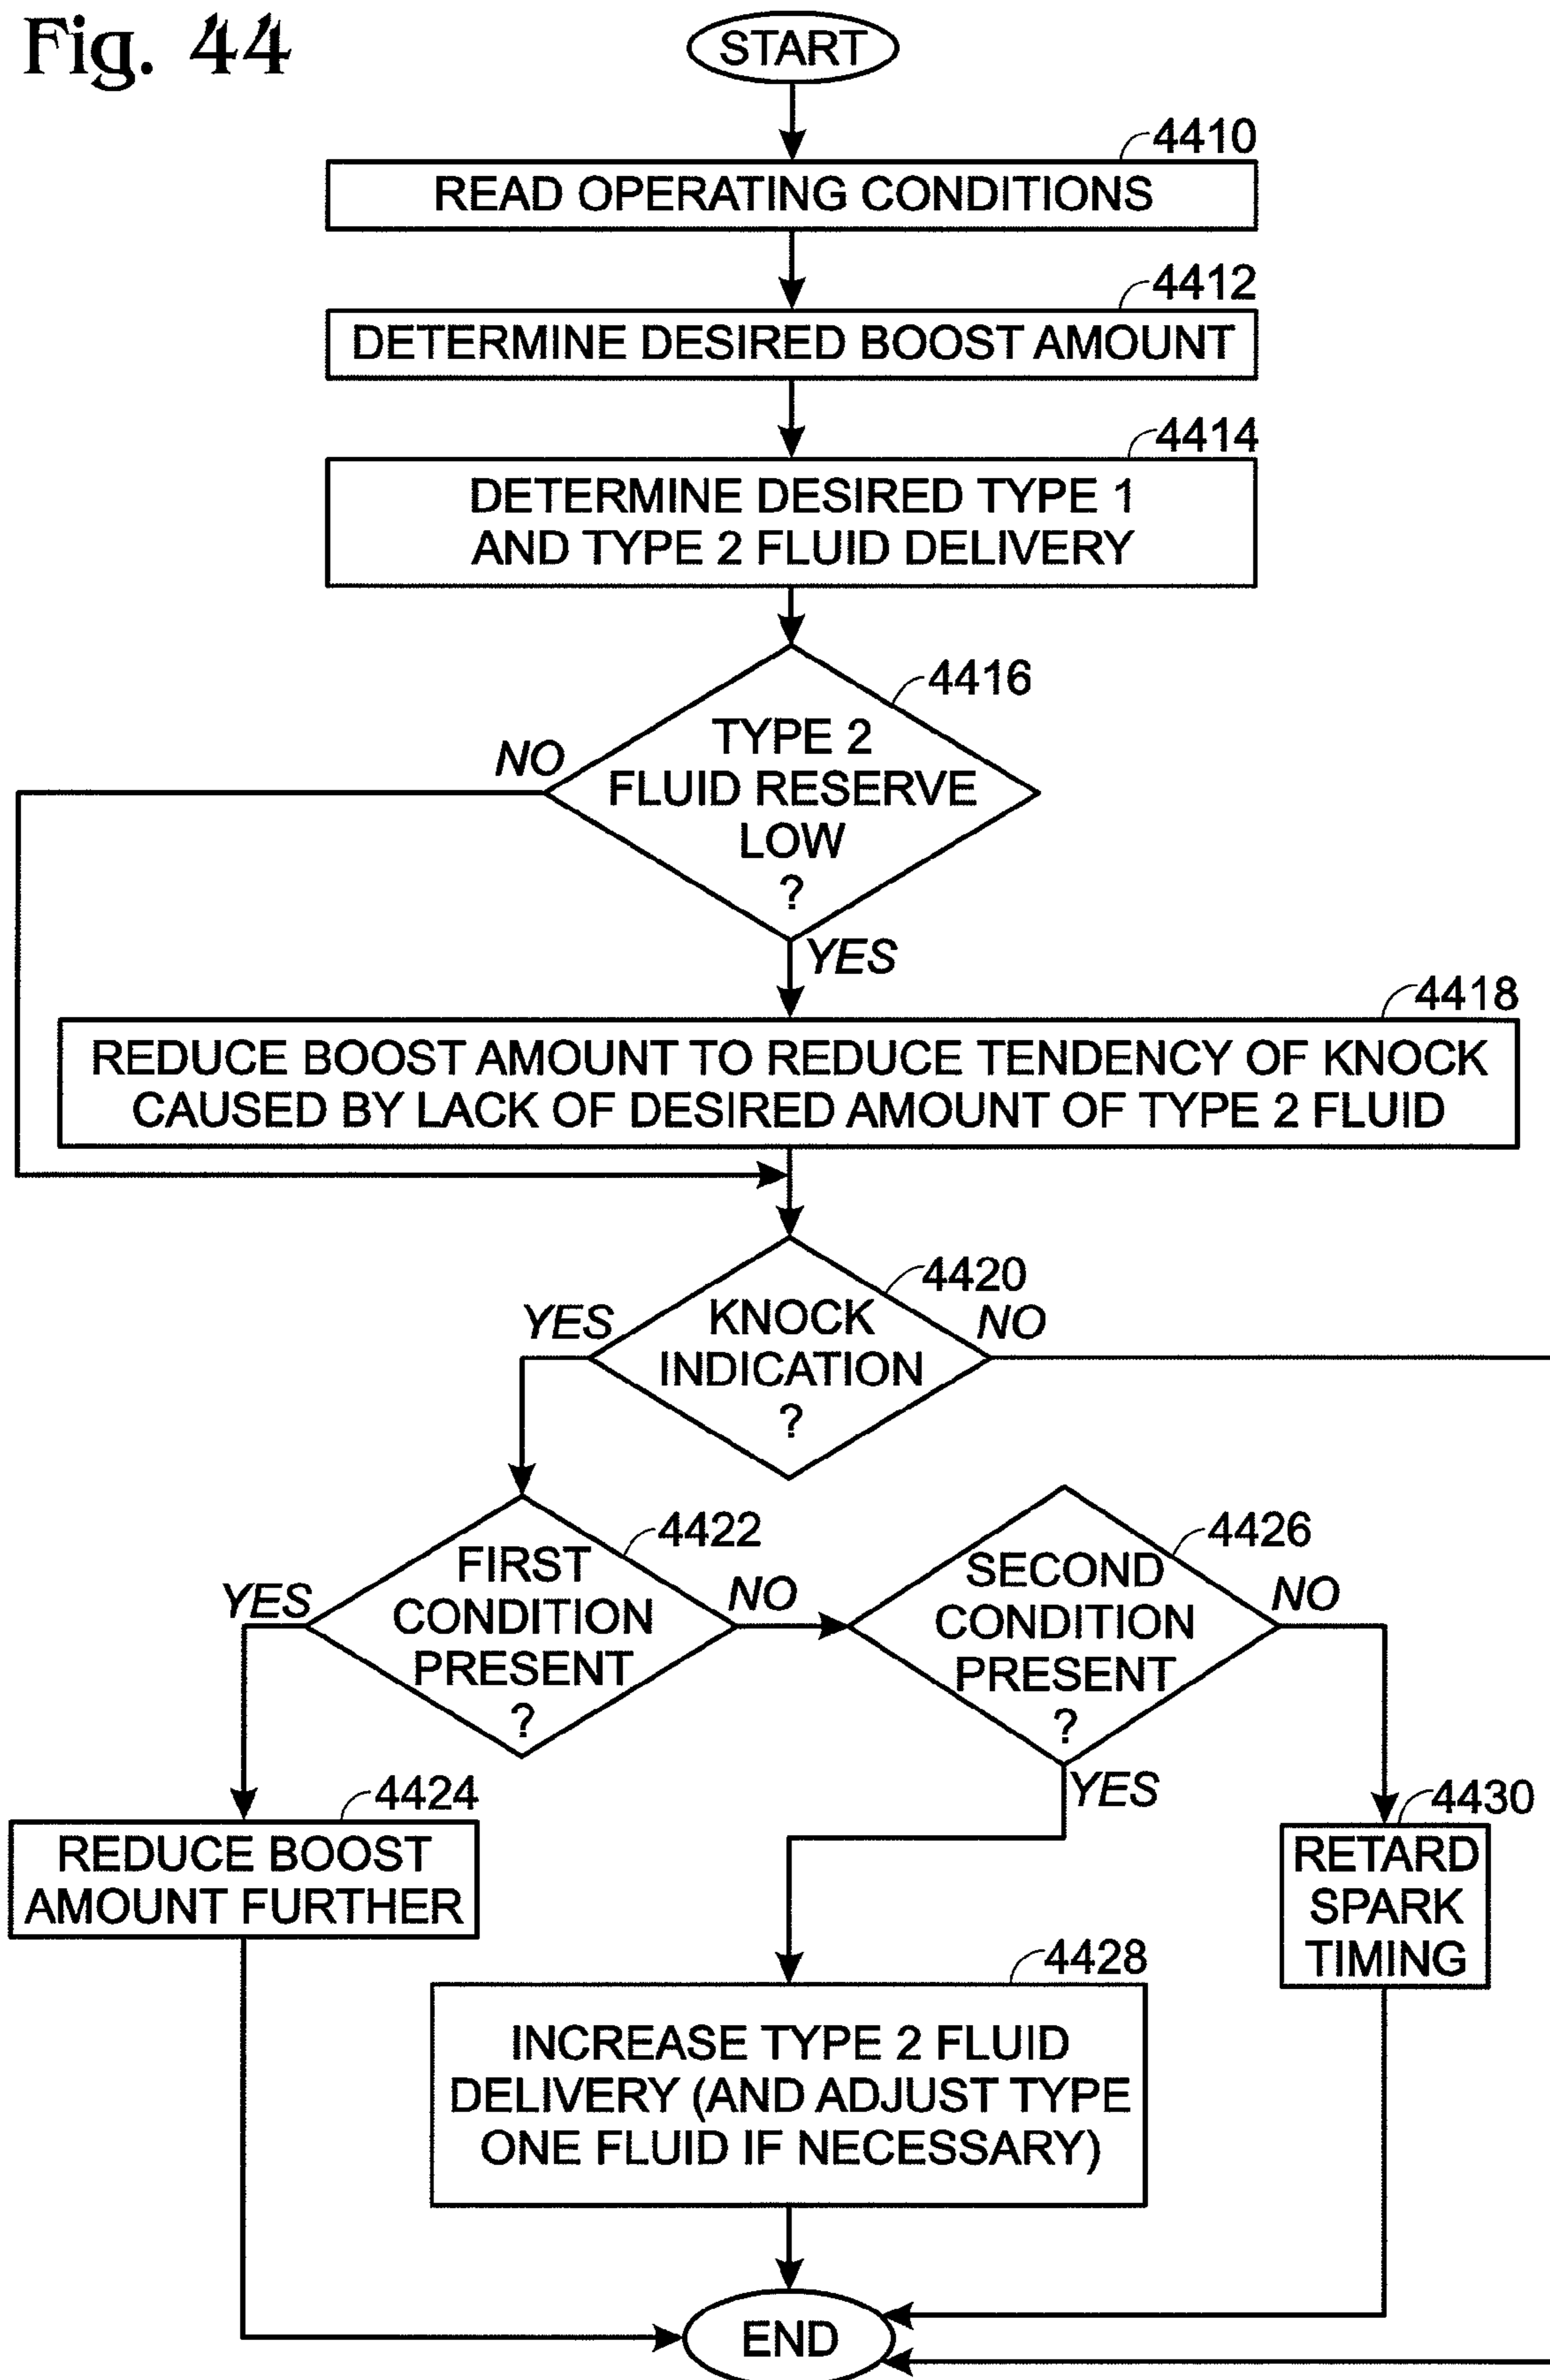 Fig. 44
START
4410
READ OPERATING CONDITIONS
4412
DETERMINE DESIRED BOOST AMOUNT
4414
DETERMINE DESIRED TYPE 1
AND TYPE 2 FLUID DELIVERY
4416
TYPE 2
FLUID RESERVE
LOW
?
NO
YES
4418
REDUCE BOOST AMOUNT TO REDUCE TENDENCY OF KNOCK
CAUSED BY LACK OF DESIRED AMOUNT OF TYPE 2 FLUID
4420
KNOCK
INDICATION
?
YES
NO
4422
FIRST
CONDITION
PRESENT
?
YES
NO
4426
SECOND
CONDITION
PRESENT
?
NO
YES
4424
REDUCE BOOST
AMOUNT FURTHER
4430
RETARD
SPARK
TIMING
4428
INCREASE TYPE 2 FLUID
DELIVERY (AND ADJUST TYPE
ONE FLUID IF NECESSARY)
END